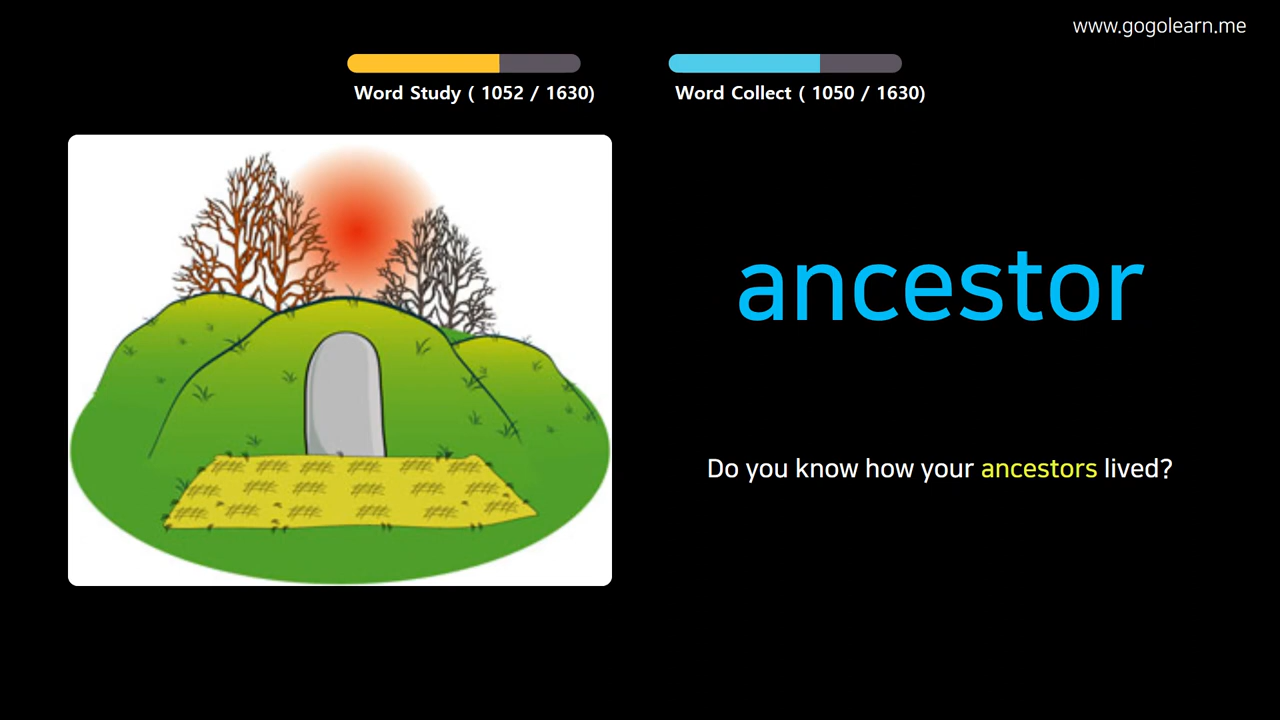 www.gogolearn.me
Word Study ( 1052 / 1630)
Word Collect ( 1050 / 1630)
ancestor
Do you know how your ancestors lived?